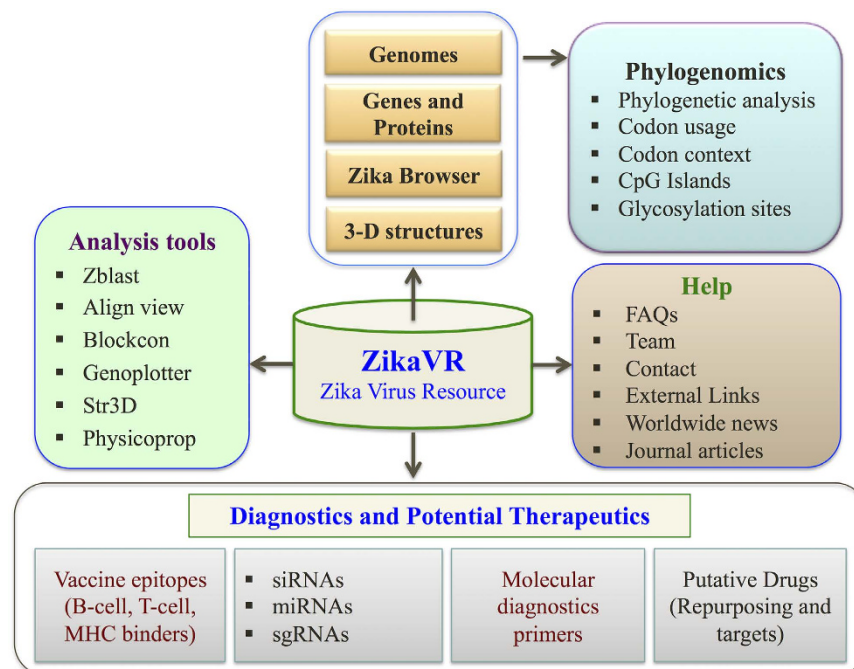 Genomes
Genes and
Proteins
Zika Browser
3-D structures
Phylogenomics
▪ Phylogenetic analysis
▪ Codon usage
▪ Codon context
▪ CpG Islands
▪ Glycosylation sites
Analysis tools
▪ Zblast
▪ Align view
▪ Blockcon
▪ Genoplotter
▪ Str3D
▪ Physicoprop
ZikaVR
Zika Virus Resource
Help
▪ FAQs
▪ Team
▪ Contact
▪ External Links
▪ Worldwide news
▪ Journal articles
Diagnostics and Potential Therapeutics
Vaccine epitopes
(B-cell, T-cell,
MHC binders)
▪ siRNAs
▪ miRNAs
▪ sgRNAs
Molecular
diagnostics
primers
Putative Drugs
(Repurposing and
targets)